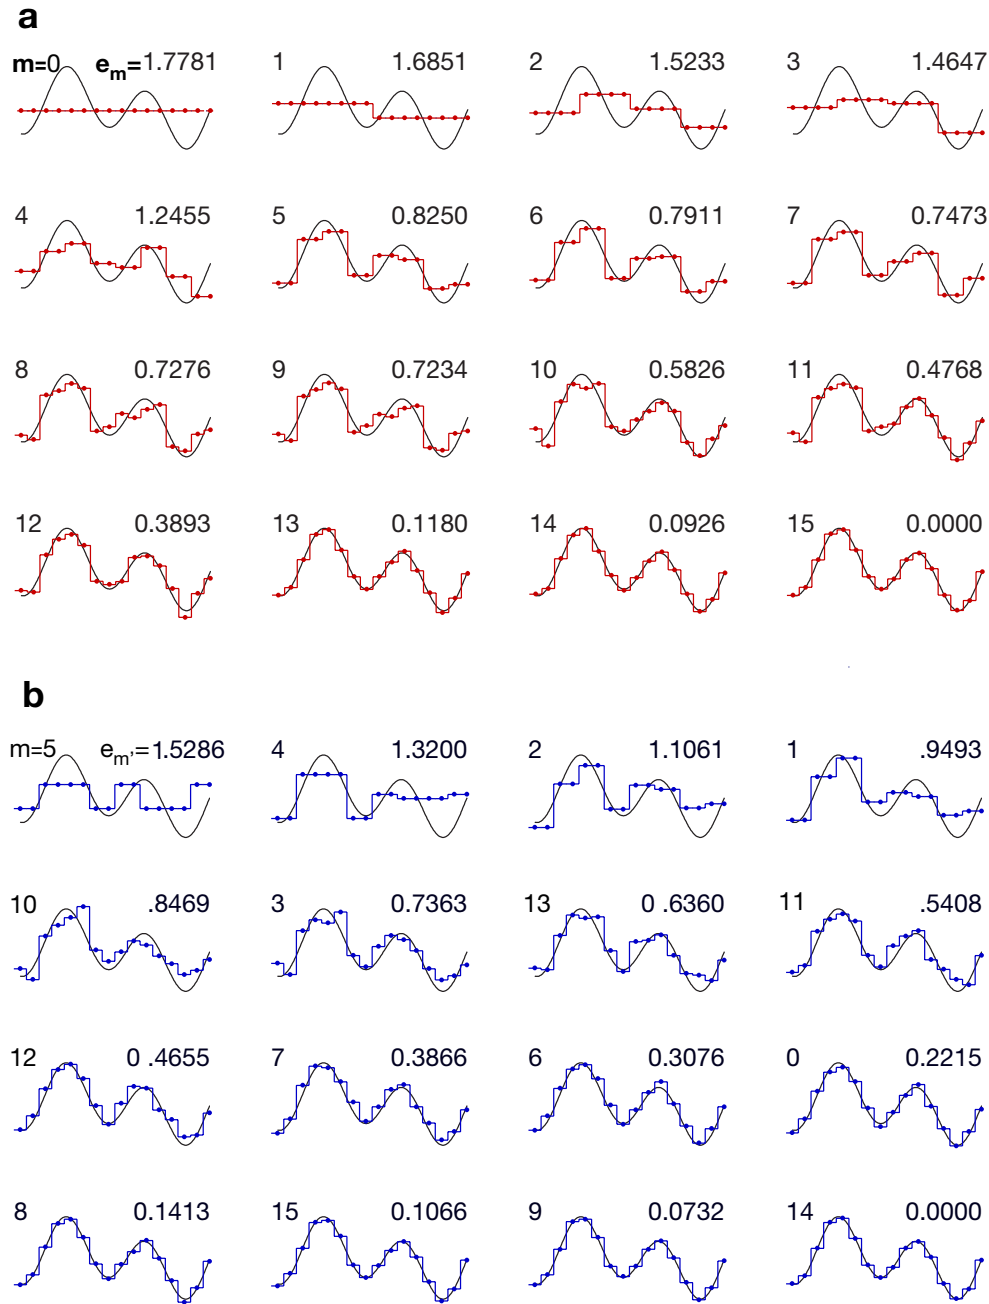 a
m=0 e_m=1.7781 1 1.6851 2 1.5233 3 1.4647
4 1.2455 5 0.8250 6 0.7911 7 0.7473
8 0.7276 9 0.7234 10 0.5826 11 0.4768
12 0.3893 13 0.1180 14 0.0926 15 0.0000
b
m=5 e_m'=1.5286 4 1.3200 2 1.1061 1 .9493
10 .8469 3 0.7363 13 0 .6360 11 .5408
12 0 .4655 7 0.3866 6 0.3076 0 0.2215
8 0.1413 15 0.1066 9 0.0732 14 0.0000